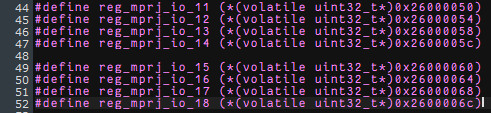 44 #define reg_mprj_io_11 (*(volatile uint32_t*)0x26000050)
45 #define reg_mprj_io_12 (*(volatile uint32_t*)0x26000054)
46 #define reg_mprj_io_13 (*(volatile uint32_t*)0x26000058)
47 #define reg_mprj_io_14 (*(volatile uint32_t*)0x2600005c)
48
49 #define reg_mprj_io_15 (*(volatile uint32_t*)0x26000060)
50 #define reg_mprj_io_16 (*(volatile uint32_t*)0x26000064)
51 #define reg_mprj_io_17 (*(volatile uint32_t*)0x26000068)
52 #define reg_mprj_io_18 (*(volatile uint32_t*)0x2600006c)